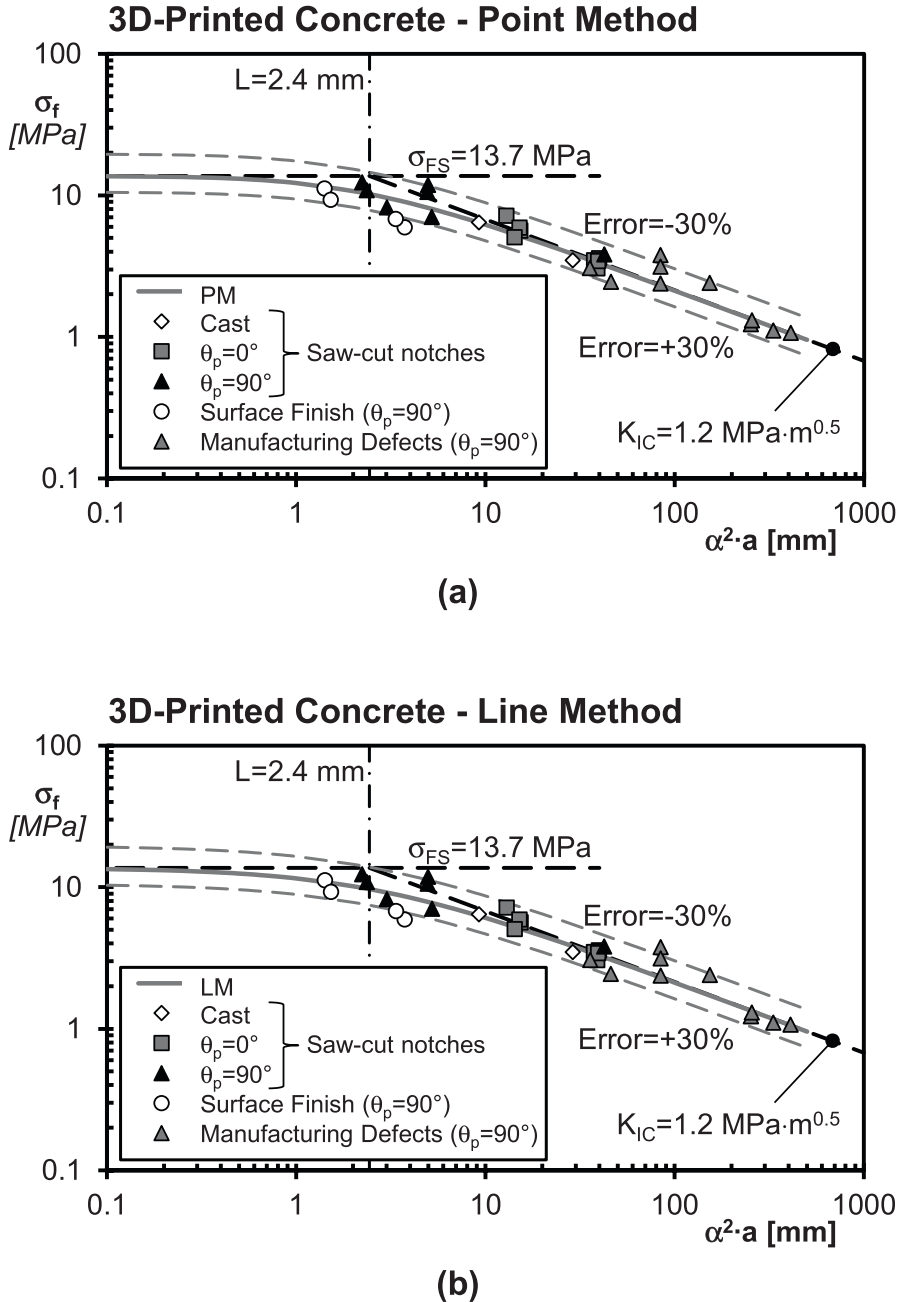 3D-Printed Concrete - Point Method
100
L=2.4 mm
σf
[MPa]
σFS=13.7 MPa
10
Error=-30%
PM
Cast
1
θp=0°
Saw-cut notches
Error=+30%
θp=90°
Surface Finish (θp=90°)
KIC=1.2 MPa·m0.5
Manufacturing Defects (θp=90°)
0.1
0.1 1 10 100 1000
α²·a [mm]
(a)
3D-Printed Concrete - Line Method
100
L=2.4 mm
σf
[MPa]
σFS=13.7 MPa
10
Error=-30%
LM
Cast
1
θp=0°
Saw-cut notches
Error=+30%
θp=90°
Surface Finish (θp=90°)
KIC=1.2 MPa·m0.5
Manufacturing Defects (θp=90°)
0.1
0.1 1 10 100 1000
α²·a [mm]
(b)